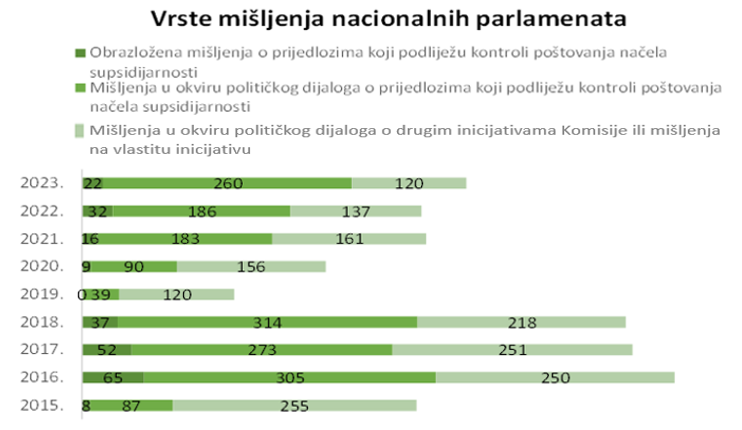 Vrste mišljenja nacionalnih parlamenata
Obrazložena mišljenja o prijedlozima koji podliježu kontroli poštovanja načela
supsidijarnosti
Mišljenja u okviru političkog dijaloga o prijedlozima koji podliježu kontroli poštovanja
načela supsidijarnosti
Mišljenja u okviru političkog dijaloga o drugim inicijativama Komisije ili mišljenja
na vlastitu inicijativu
2023. 22 260 120
2022. 32 186 137
2021. 16 183 161
2020. 9 90 156
2019. 0 39 120
2018. 37 314 218
2017. 52 273 251
2016. 65 305 250
2015. 8 87 255